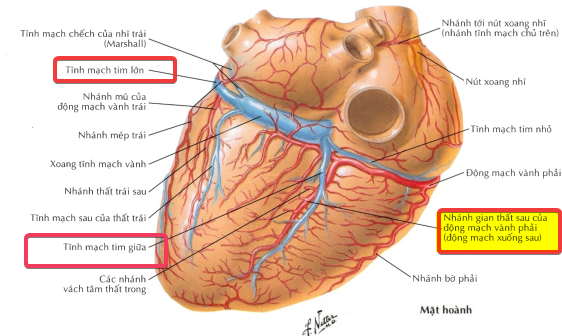 Tĩnh mạch chếch của nhĩ trái
(Marshall)
Tĩnh mạch tim lớn
Nhánh mũ của
động mạch vành trái
Nhánh mép trái
Xoang tĩnh mạch vành
Nhánh thất trái sau
Tĩnh mạch sau của thất trái
Tĩnh mạch tim giữa
Các nhánh
vách tâm thất trong
Nhánh tới nút xoang nhĩ
(nhánh tĩnh mạch chủ trên)
Nút xoang nhĩ
Tĩnh mạch tim nhỏ
Động mạch vành phải
Nhánh gian thất sau của
động mạch vành phải
(động mạch xuống sau)
Nhánh bờ phải
Mặt hoành
F. Netter
M.D.